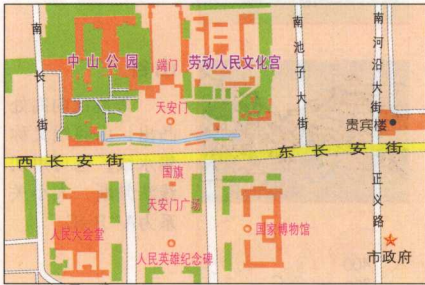 南长街
中山公园
端门
劳动人民文化宫
南池子大街
南河沿大街
天安门
贵宾楼
西长安街
东长安街
国旗
天安门广场
正义路
人民大会堂
国家博物馆
人民英雄纪念碑
市政府